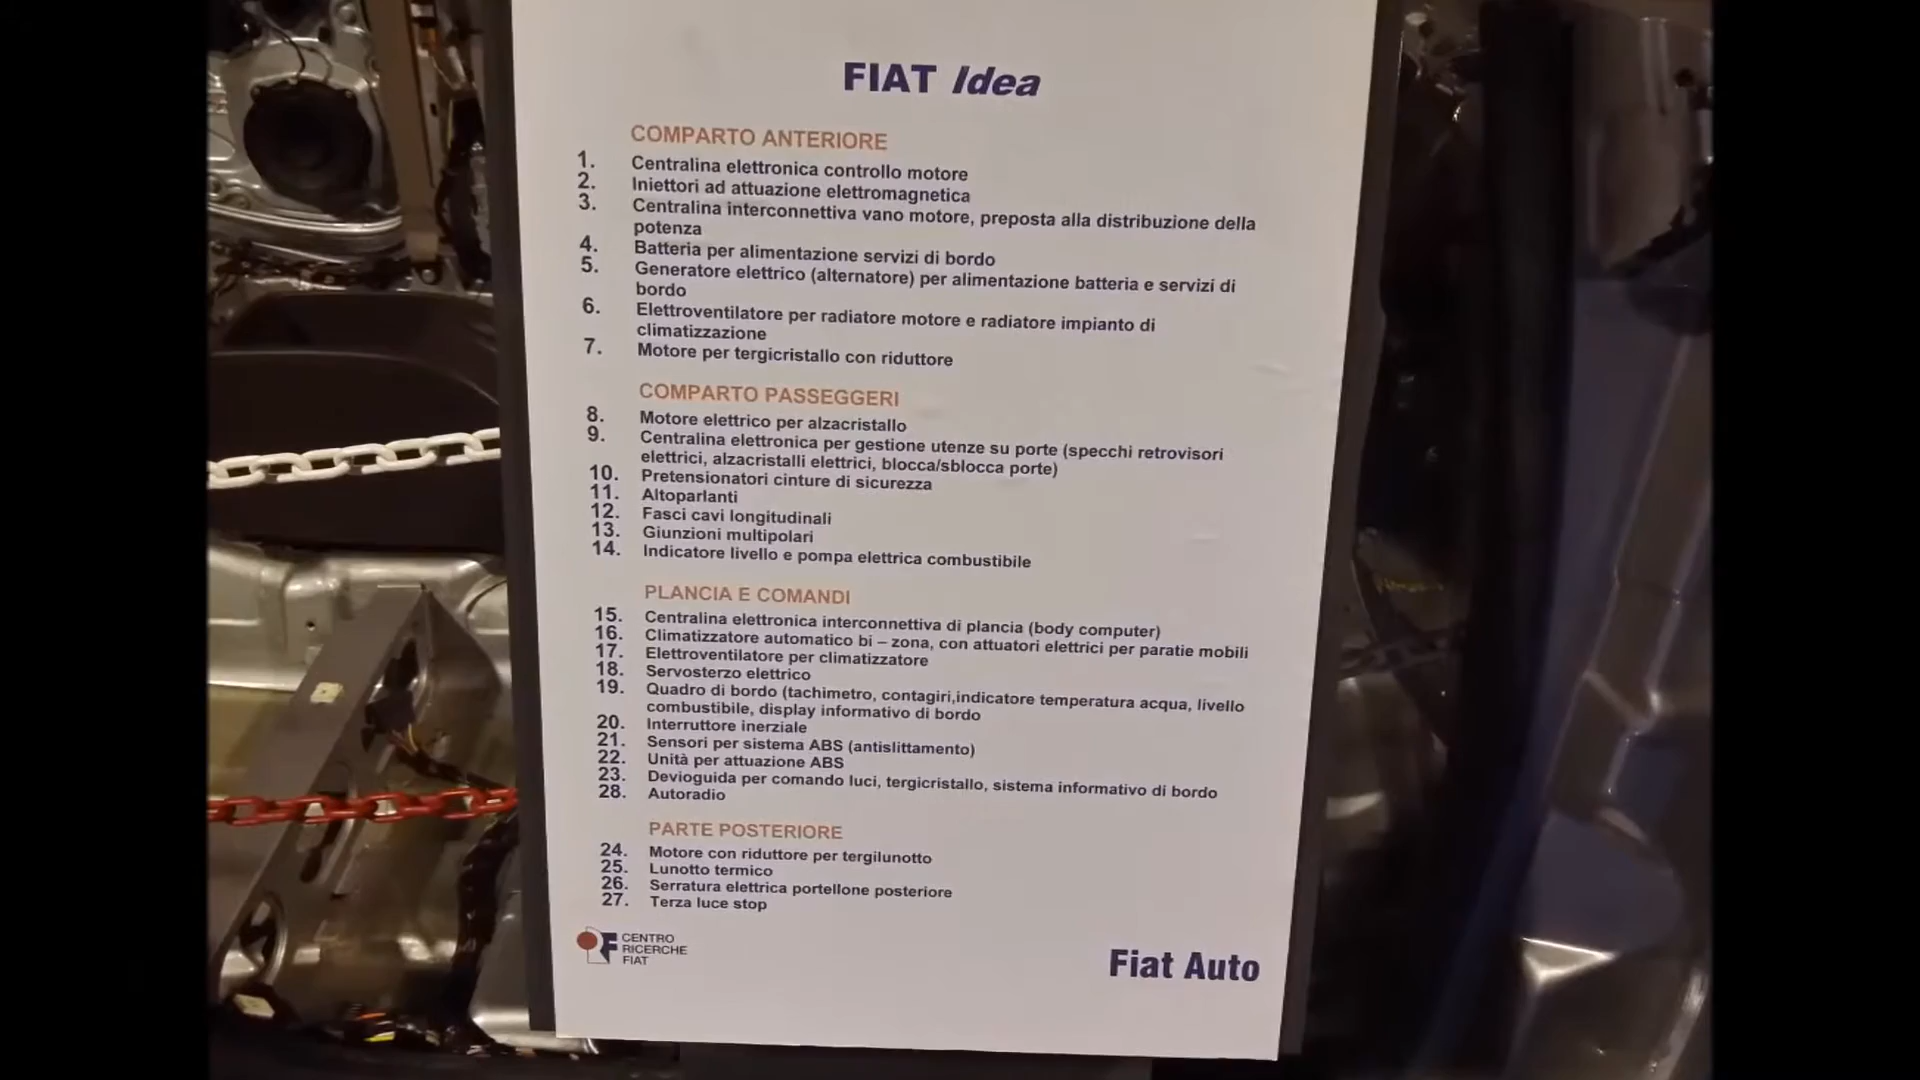 FIAT Idea
COMPARTO ANTERIORE
1. Centralina elettronica controllo motore
2. Iniettori ad attuazione elettromagnetica
3. Centralina interconnettiva vano motore, preposta alla distribuzione della
potenza
4. Batteria per alimentazione servizi di bordo
5. Generatore elettrico (alternatore) per alimentazione batteria e servizi di
bordo
6. Elettroventilatore per radiatore motore e radiatore impianto di
climatizzazione
7. Motore per tergicristallo con riduttore
COMPARTO PASSEGGERI
8. Motore elettrico per alzacristallo
9. Centralina elettronica per gestione utenze su porte (specchi retrovisori
elettrici, alzacristalli elettrici, blocca/sblocca porte)
10. Pretensionatori cinture di sicurezza
11. Altoparlanti
12. Fasci cavi longitudinali
13. Giunzioni multipolari
14. Indicatore livello e pompa elettrica combustibile
PLANCIA E COMANDI
15. Centralina elettronica interconnettiva di plancia (body computer)
16. Climatizzatore automatico bi – zona, con attuatori elettrici per paratie mobili
17. Elettroventilatore per climatizzatore
18. Servosterzo elettrico
19. Quadro di bordo (tachimetro, contagiri,indicatore temperatura acqua, livello
combustibile, display informativo di bordo
20. Interruttore inerziale
21. Sensori per sistema ABS (antislittamento)
22. Unità per attuazione ABS
23. Devioguida per comando luci, tergicristallo, sistema informativo di bordo
28. Autoradio
PARTE POSTERIORE
24. Motore con riduttore per tergilunotto
25. Lunotto termico
26. Serratura elettrica portellone posteriore
27. Terza luce stop
CENTRO
RICERCHE
FIAT
Fiat Auto